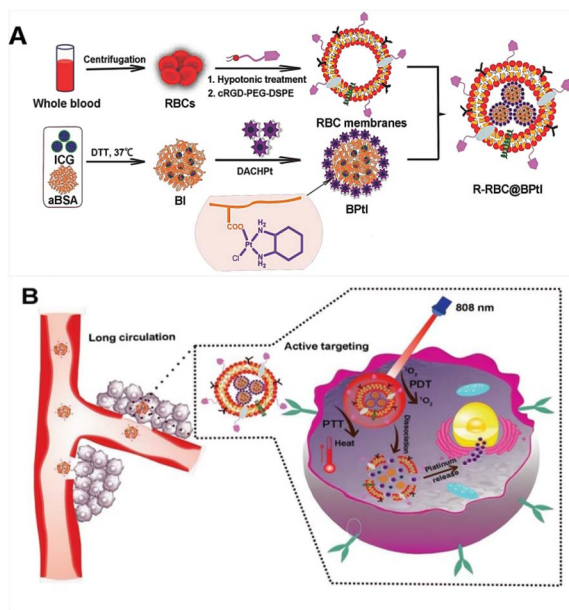 A
Centrifugation
Whole blood
RBCs
1. Hypotonic treatment
2. cRGD-PEG-DSPE
RBC membranes
ICG
aBSA
DTT, 37℃
BI
DACHPt
BPtI
R-RBC@BPtI
COO
Pt
Cl
H₂
N
N
H₂
B
Long circulation
Active targeting
808 nm
³O₂
PDT
¹O₂
PTT
Heat
Dissociation
Platinum
release